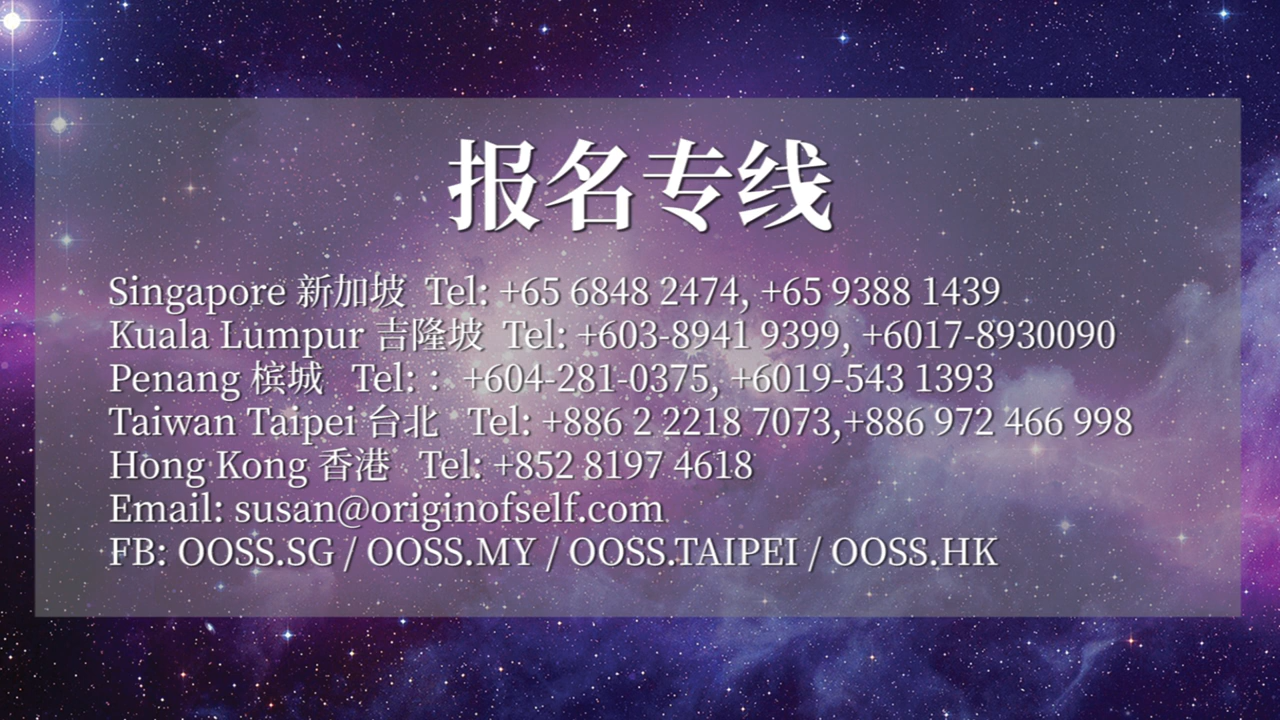 报名专线
Singapore 新加坡 Tel: +65 6848 2474, +65 9388 1439
Kuala Lumpur 吉隆坡 Tel: +603-8941 9399, +6017-8930090
Penang 槟城 Tel: : +604-281-0375, +6019-543 1393
Taiwan Taipei 台北 Tel: +886 2 2218 7073,+886 972 466 998
Hong Kong 香港 Tel: +852 8197 4618
Email: susan@originofself.com
FB: OOSS.SG / OOSS.MY / OOSS.TAIPEI / OOSS.HK